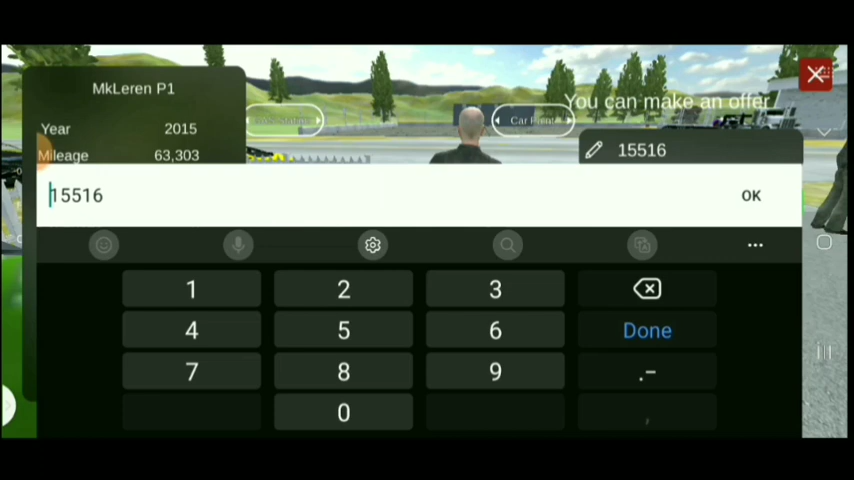 MkLeren P1
You can make an offer
Car Paint
Year 2015
Mileage 63,303
15516
15516
OK
1 2 3
4 5 6 Done
7 8 9 .-
0 ,